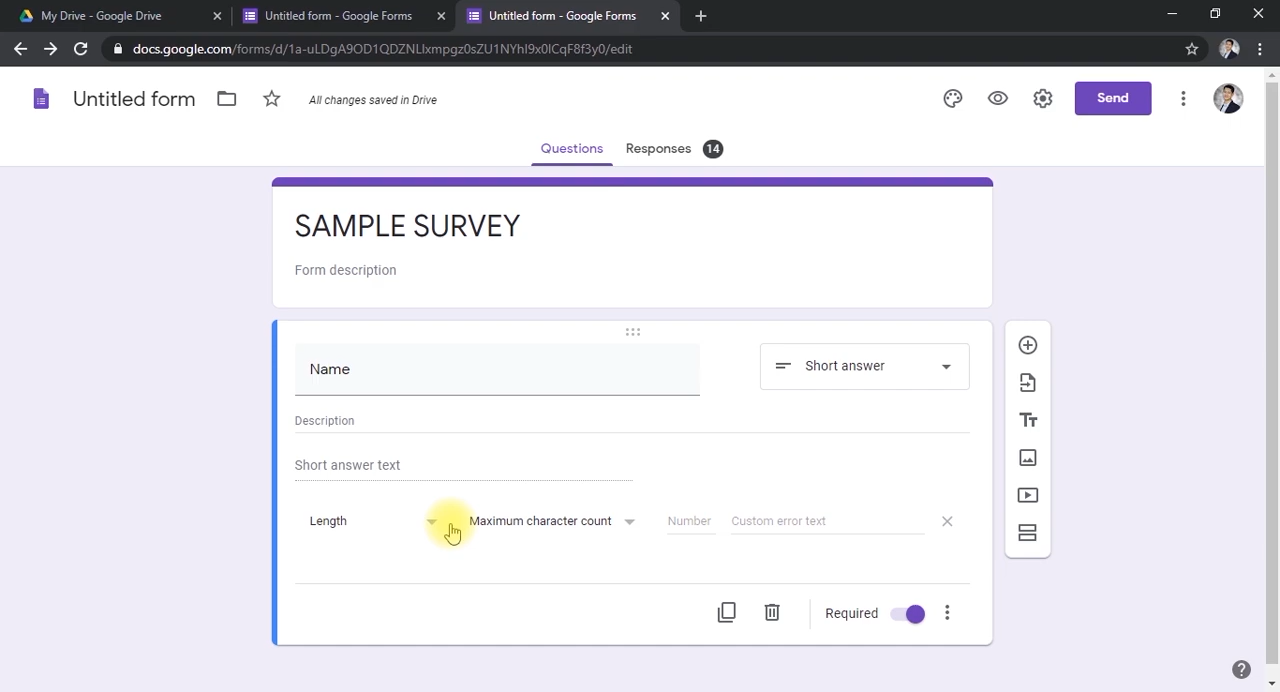 My Drive - Google Drive
Untitled form - Google Forms
Untitled form - Google Forms
docs.google.com/forms/d/1a-uLDgA9OD1QDZNLlxmpgz0sZU1NYhl9x0lCqF8f3y0/edit
Untitled form
All changes saved in Drive
Send
Questions
Responses 14
SAMPLE SURVEY
Form description
Name
Short answer
Description
Short answer text
Length
Maximum character count
Number
Custom error text
Required